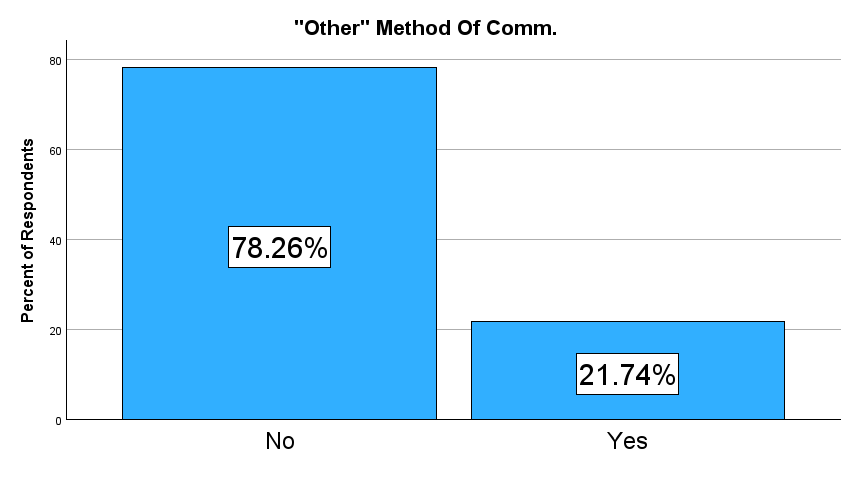 "Other" Method Of Comm.
Percent of Respondents
80
60
40
20
0
78.26%
21.74%
No
Yes